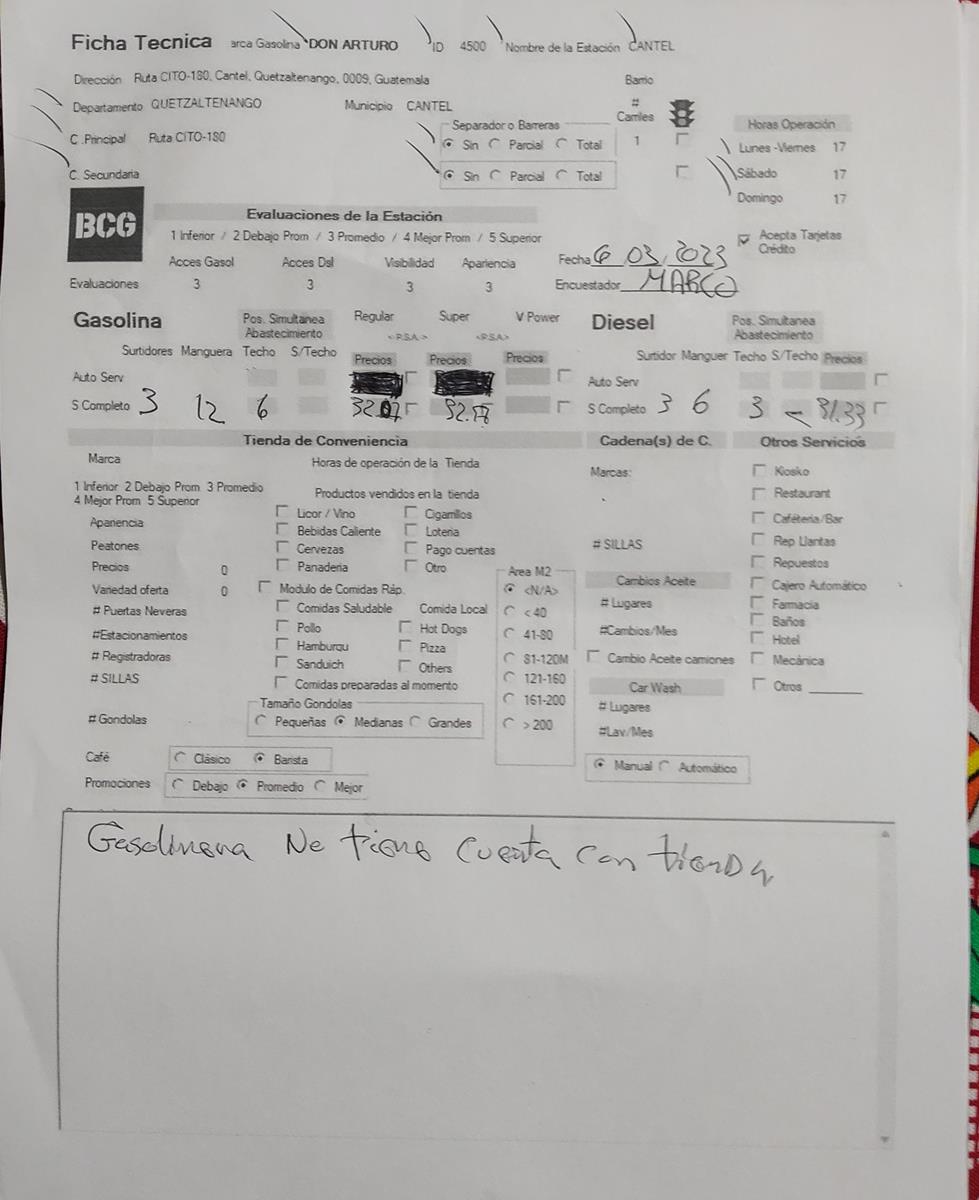 Ficha Tecnica arca Gasolina DON ARTURO ID 4500 Nombre de la Estación CANTEL
Dirección Ruta CITO-180, Cantel, Quetzaltenango, 0009, Guatemala Barrio
Departamento QUETZALTENANGO Municipio CANTEL # Carriles
C .Principal Ruta CITO-180 Separador o Barreras Horas Operación
Sin Parcial Total 1 Lunes -Viernes 17
C. Secundaria Sin Parcial Total Sábado 17
Domingo 17
BCG Evaluaciones de la Estación
1 Inferior / 2 Debajo Prom / 3 Promedio / 4 Mejor Prom / 5 Superior Acepta Tarjetas Crédito
Acces Gasol Acces Dsl Visibilidad Apariencia Fecha 6 03, 2023
Evaluaciones 3 3 3 3 Encuestador MARCO
Gasolina Pos. Simultanea Abastecimiento Regular Super V Power Diesel Pos. Simultanea Abastecimiento
<.P.S.A.> <P.S.A>
Surtidores Manguera Techo S/Techo Precios Precios Precios Surtidor Manguer Techo S/Techo Precios
Auto Serv Auto Serv
S Completo 3 12 6 32.07 S Completo 3 6 3 - 31.33
Tienda de Conveniencia Cadena(s) de C. Otros Servicios
Marca Horas de operación de la Tienda Marcas: Kiosko
1 Inferior 2 Debajo Prom 3 Promedio
4 Mejor Prom 5 Superior Productos vendidos en la tienda Restaurant
Apariencia Licor / Vino Cigarrillos Caféteria/Bar
Bebidas Caliente Loteria
Peatones Cervezas Pago cuentas # SILLAS Rep Llantas
Precios 0 Panaderia Otro Area M2 Repuestos
Variedad oferta 0 Modulo de Comidas Ráp. <N/A> Cambios Aceite Cajero Automático
# Puertas Neveras Comidas Saludable Comida Local < 40 # Lugares Farmacia
Pollo Hot Dogs Baños
#Estacionamientos Hamburqu Pizza 41-80 #Cambios/Mes Hotel
# Registradoras Sanduich Others 81-120M Cambio Aceite camiones Mecánica
# SILLAS Comidas preparadas al momento 121-160 Car Wash Otros
Tamaño Gondolas 161-200 # Lugares
# Gondolas Pequeñas Medianas Grandes > 200 #Lav/Mes
Café Clásico Barista Manual Automático
Promociones Debajo Promedio Mejor
Gasolinera No tiene cuenta con tienda